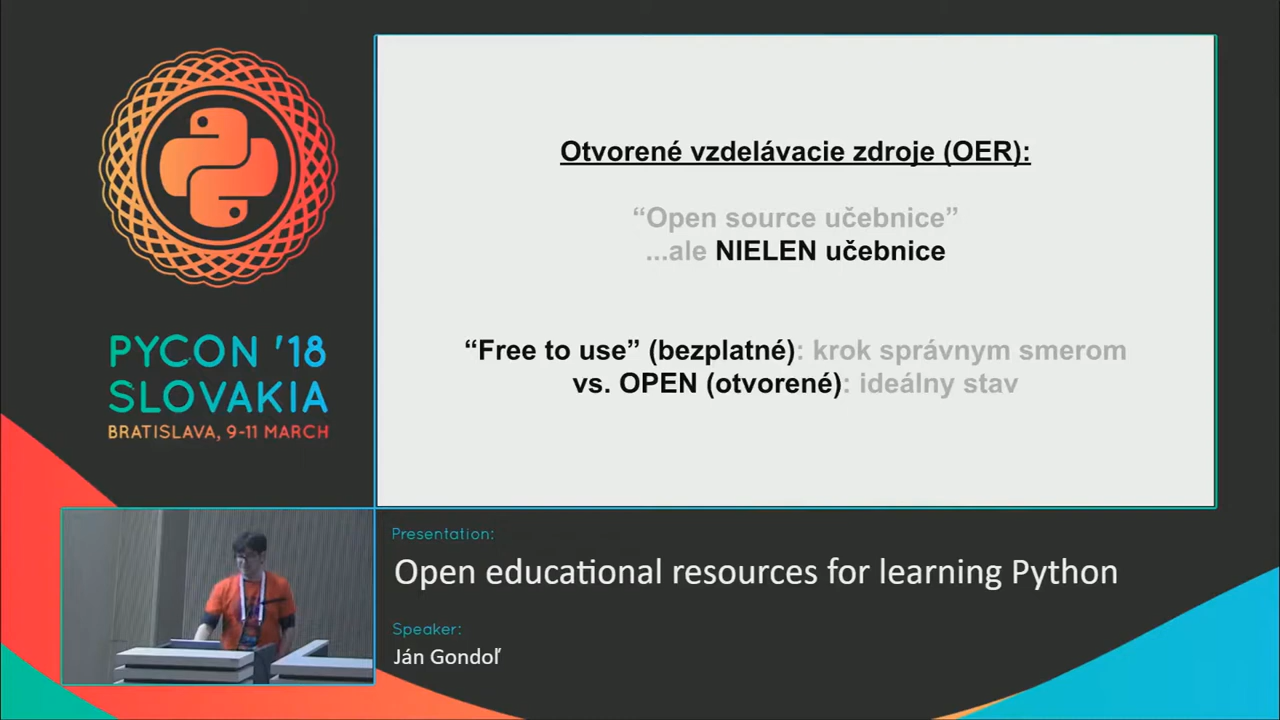 PYCON '18
SLOVAKIA
BRATISLAVA, 9-11 MARCH
Otvorené vzdelávacie zdroje (OER):
“Open source učebnice”
...ale NIELEN učebnice
“Free to use” (bezplatné): krok správnym smerom
vs. OPEN (otvorené): ideálny stav
Presentation:
Open educational resources for learning Python
Speaker:
Ján Gondoľ